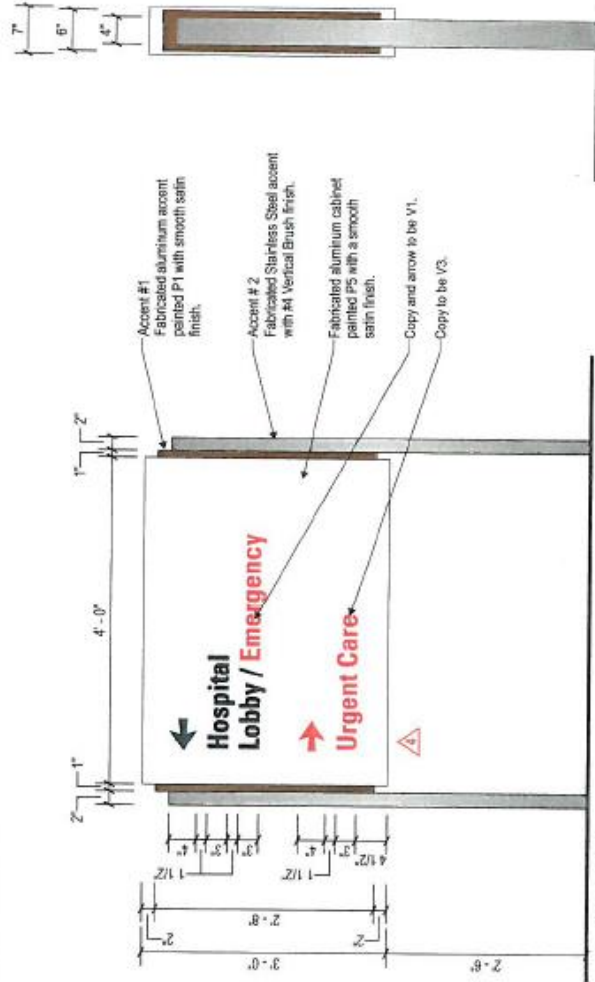 7"
6"
4"
Accent #1
Fabricated aluminum accent
painted P1 with smooth satin
finish.
Accent # 2
Fabricated Stainless Steel accent
with #4 Vertical Brush finish.
Fabricated aluminum cabinet
painted P5 with a smooth
satin finish.
Copy and arrow to be V1.
Copy to be V3.
2"
1"
4' - 0"
1"
2"
Hospital
Lobby / Emergency
Urgent Care
4
4"
3"
3"
1 1/2"
4"
3"
1 1/2"
4 1/2"
2"
2' - 8"
2"
3' - 0"
2' - 6"